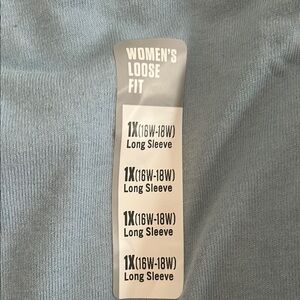 WOMEN'S
LOOSE
FIT
1X(16W-18W)
Long Sleeve
1X(16W-18W)
Long Sleeve
1X(16W-18W)
Long Sleeve
1X(16W-18W)
Long Sleeve